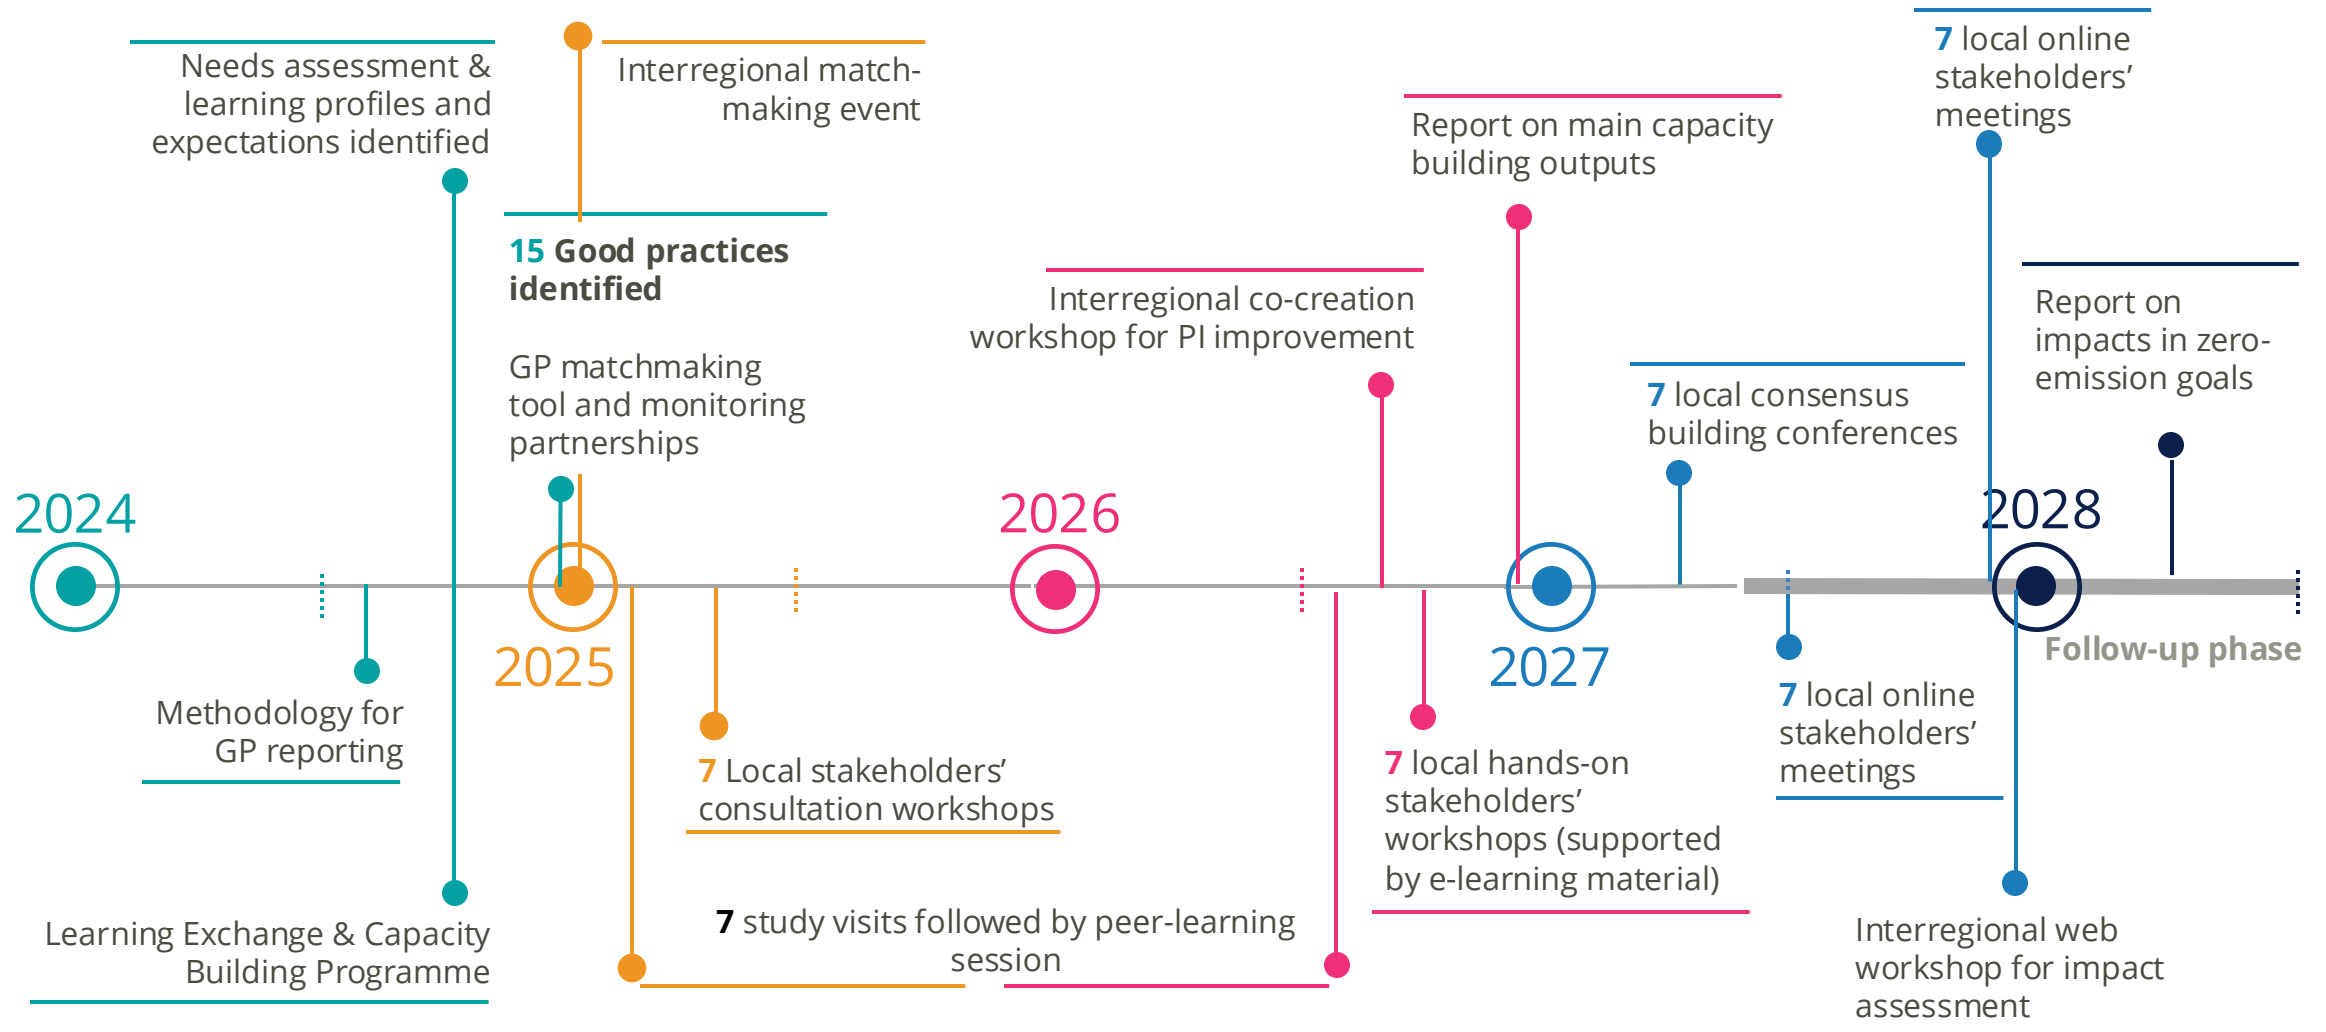 Needs assessment &
learning profiles and
expectations identified
Interregional match-
making event
15 Good practices
identified
GP matchmaking
tool and monitoring
partnerships
Interregional co-creation
workshop for PI improvement
Report on main capacity
building outputs
7 local consensus
building conferences
7 local online
stakeholders’
meetings
Report on
impacts in zero-
emission goals
2024
2025
2026
2027
2028
Follow-up phase
Methodology for
GP reporting
Learning Exchange & Capacity
Building Programme
7 Local stakeholders’
consultation workshops
7 study visits followed by peer-learning
session
7 local hands-on
stakeholders’
workshops (supported
by e-learning material)
7 local online
stakeholders’
meetings
Interregional web
workshop for impact
assessment